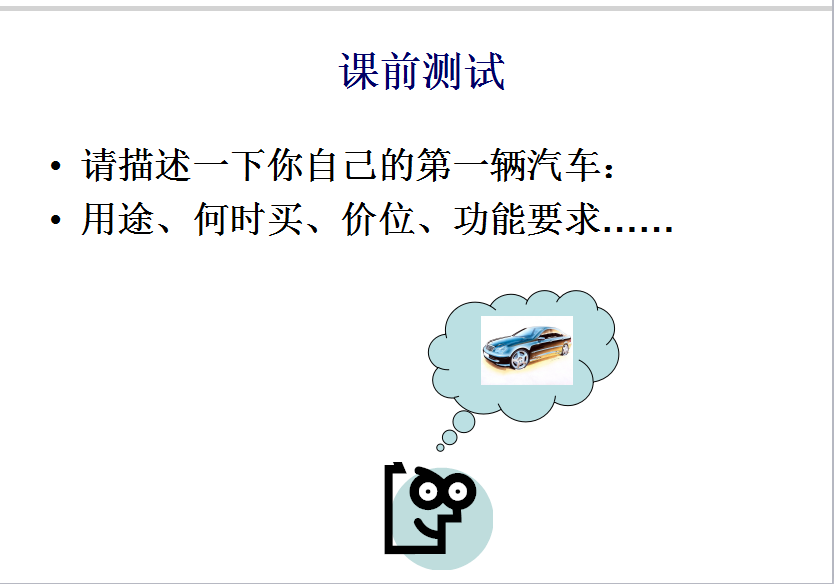 课前测试
• 请描述一下你自己的第一辆汽车：
• 用途、何时买、价位、功能要求……